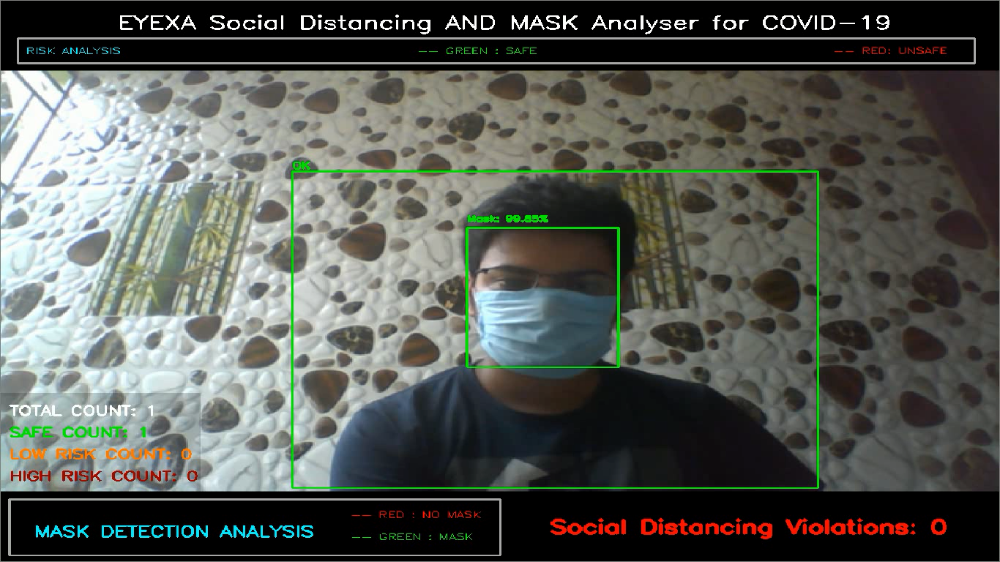 EYEXA Social Distancing AND MASK Analyser for COVID-19
RISK ANALYSIS -- GREEN : SAFE -- RED: UNSAFE
OK
Mask: 99.85%
TOTAL COUNT: 1
SAFE COUNT: 1
LOW RISK COUNT: 0
HIGH RISK COUNT: 0
MASK DETECTION ANALYSIS
-- RED : NO MASK
-- GREEN : MASK
Social Distancing Violations: 0